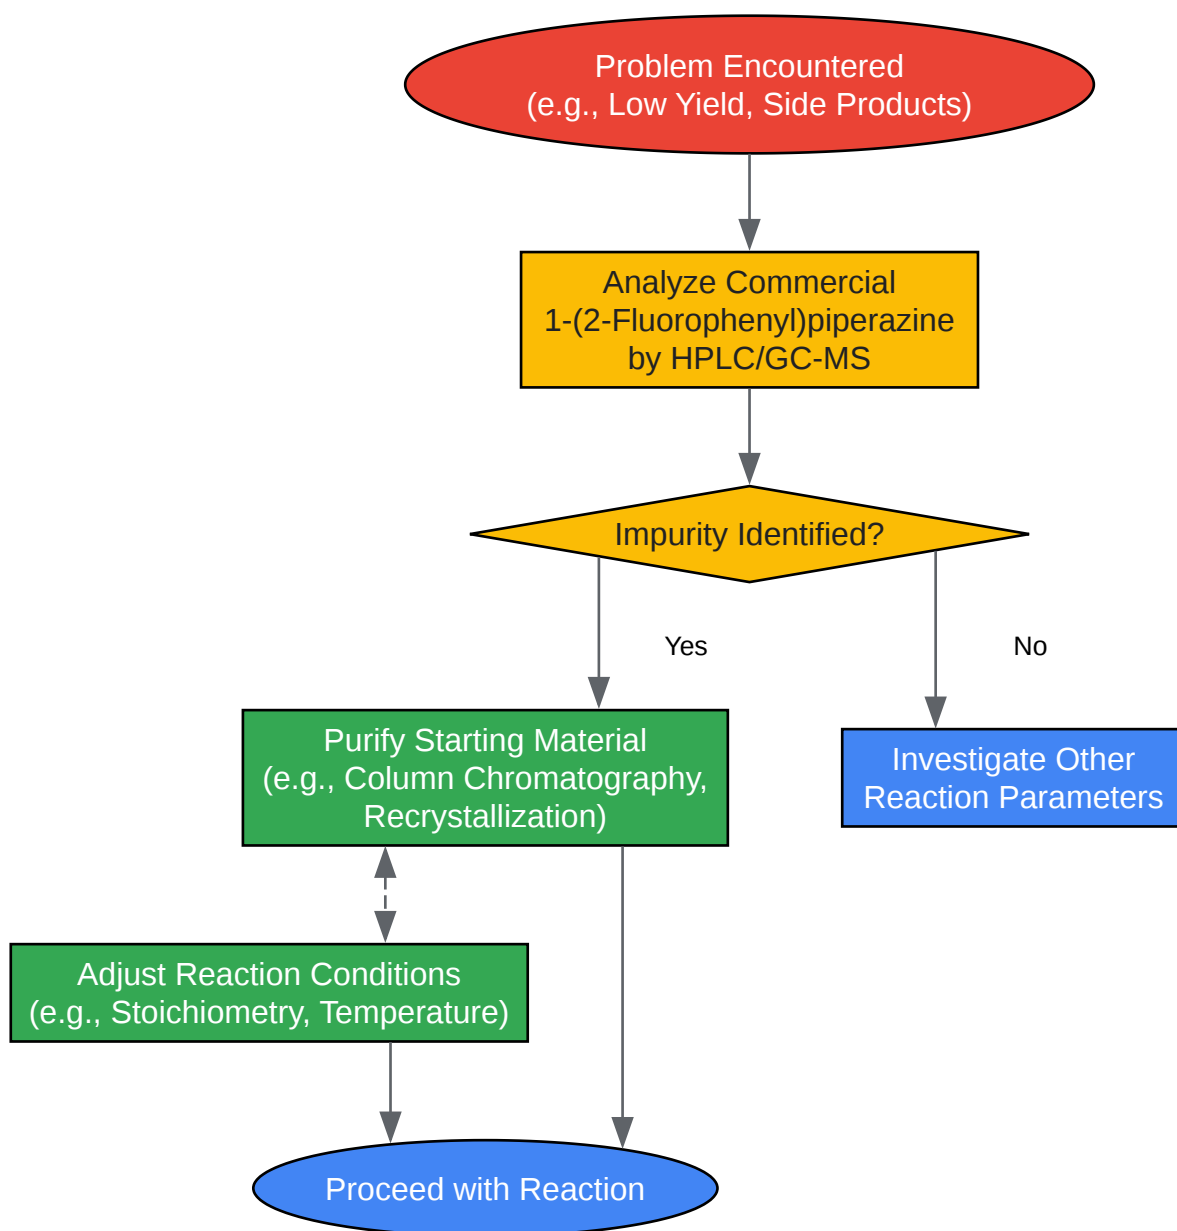 Problem Encountered
(e.g., Low Yield, Side Products)
Analyze Commercial
1-(2-Fluorophenyl)piperazine
by HPLC/GC-MS
Impurity Identified?
Yes
No
Purify Starting Material
(e.g., Column Chromatography,
Recrystallization)
Investigate Other
Reaction Parameters
Adjust Reaction Conditions
(e.g., Stoichiometry, Temperature)
Proceed with Reaction